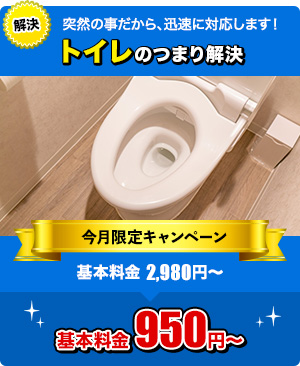 解決
突然の事だから、迅速に対応します!
トイレのつまり解決
今月限定キャンペーン
基本料金 2,980円～
基本料金 950円～